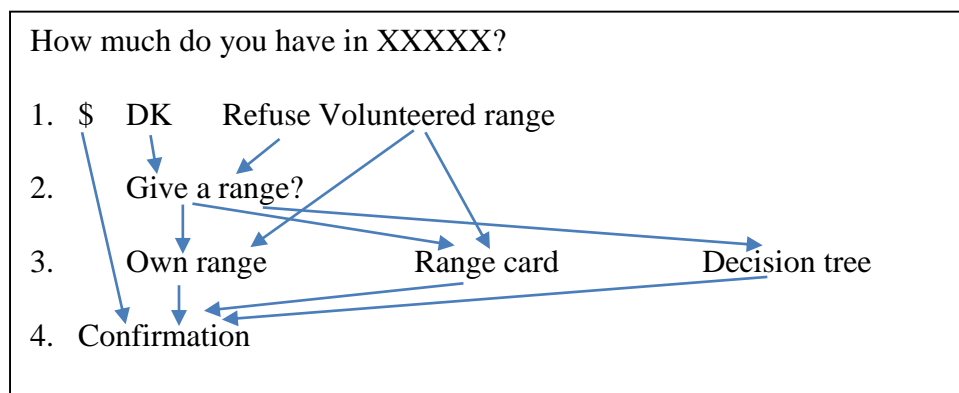 How much do you have in XXXXX?
1. $ DK Refuse Volunteered range
2. Give a range?
3. Own range Range card Decision tree
4. Confirmation